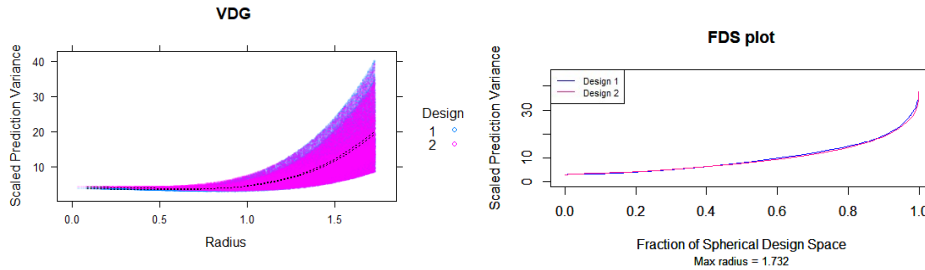 VDG
Scaled Prediction Variance
40
30
20
10
0.0 0.5 1.0 1.5
Radius
Design
1
2
FDS plot
Scaled Prediction Variance
30
10
0
Design 1
Design 2
0.0 0.2 0.4 0.6 0.8 1.0
Fraction of Spherical Design Space
Max radius = 1.732